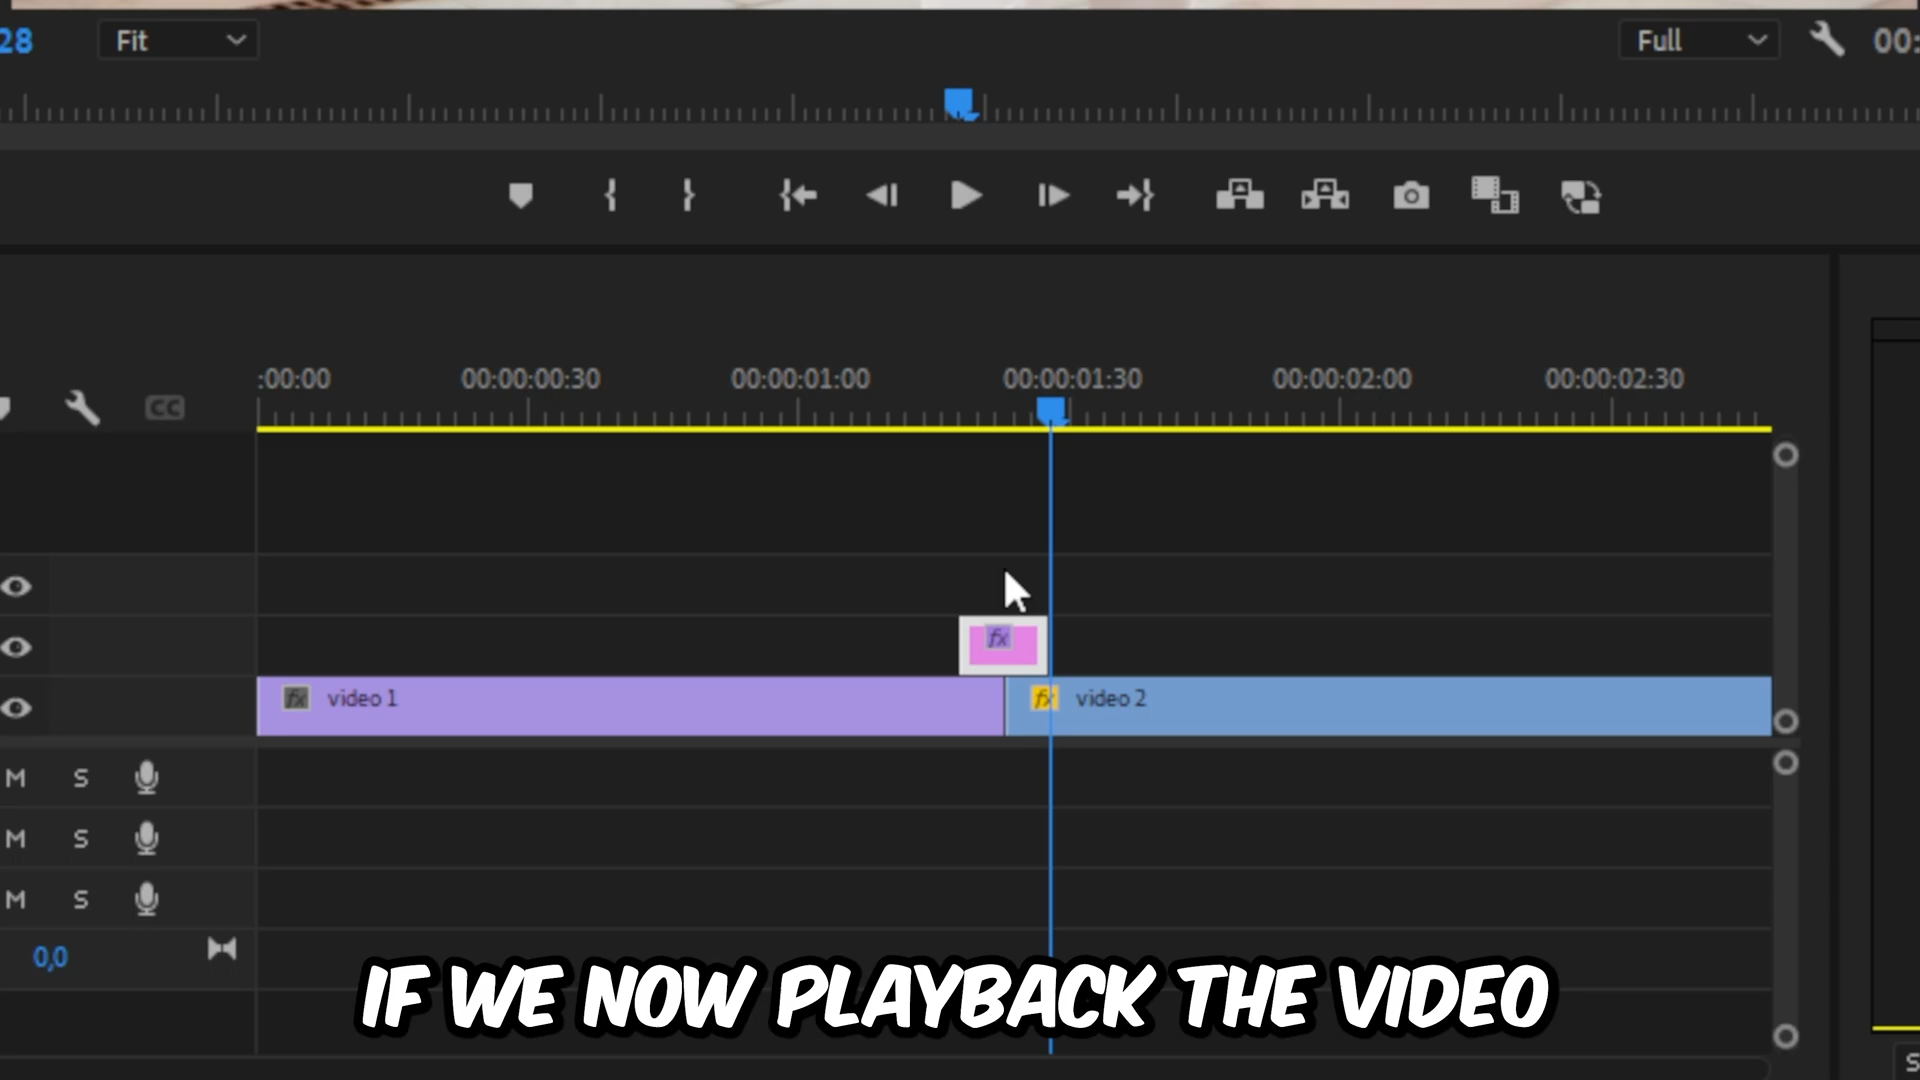 28 Fit Full 00:
:00:00 00:00:00:30 00:00:01:00 00:00:01:30 00:00:02:00 00:00:02:30
CC
fx
fx video 1 fx video 2
M S
M S
M S
0,0
IF WE NOW PLAYBACK THE VIDEO
S